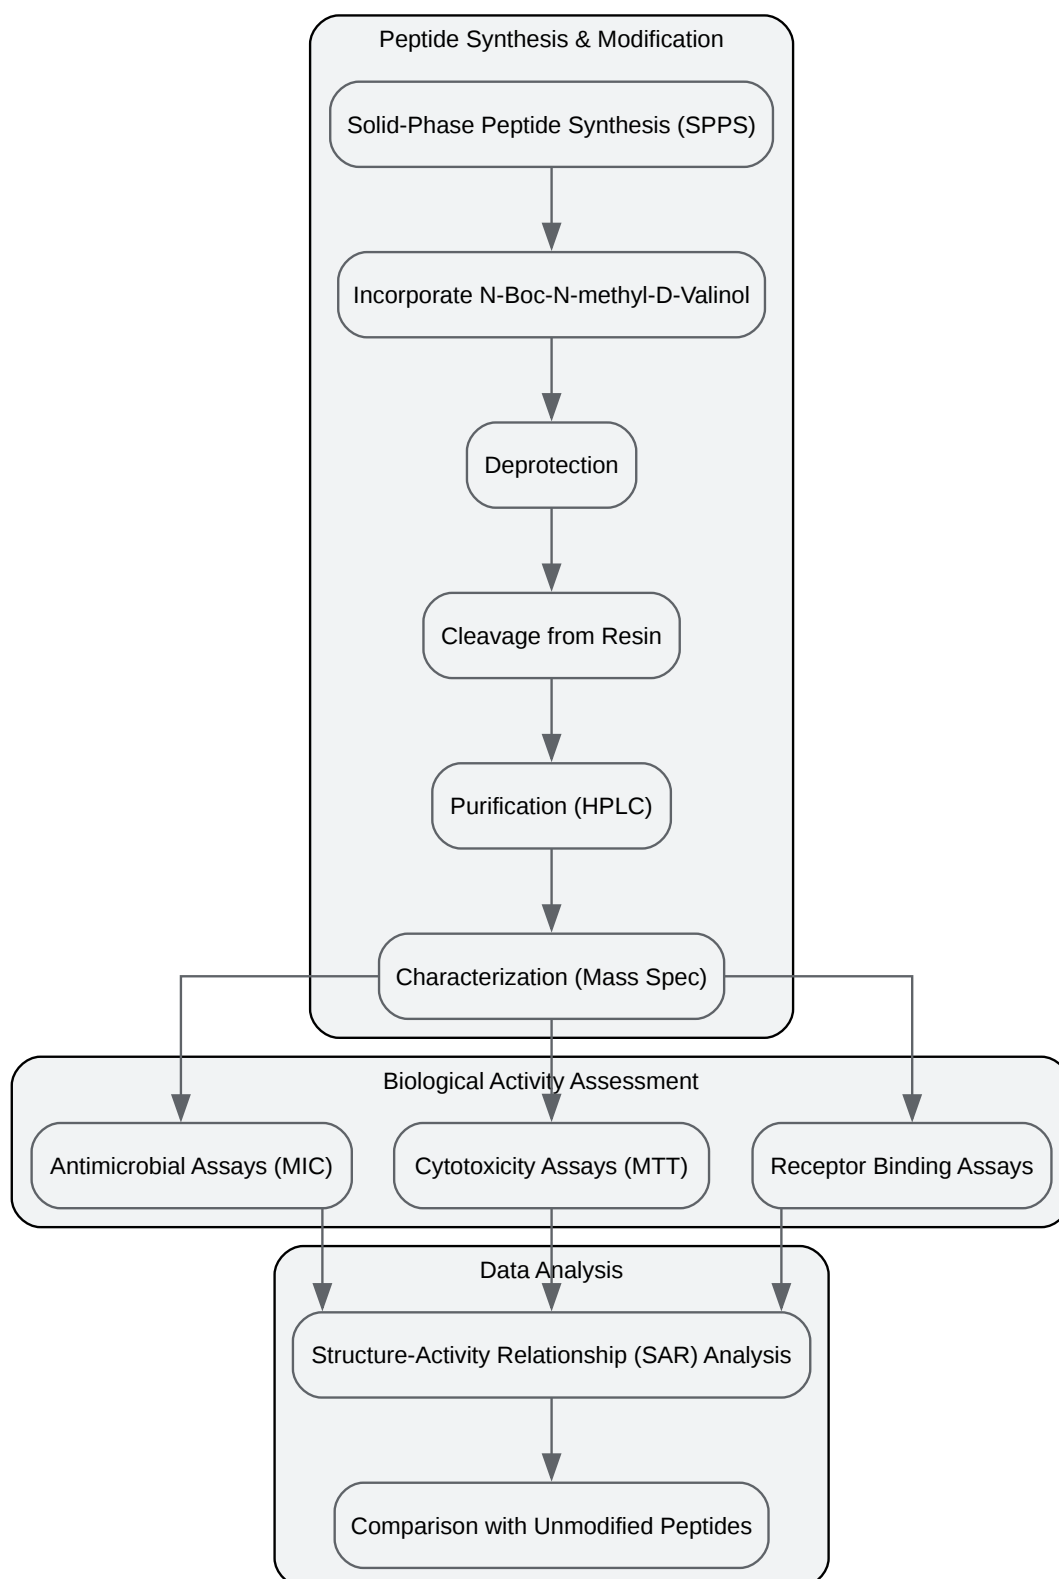 Peptide Synthesis & Modification
Solid-Phase Peptide Synthesis (SPPS)
Incorporate N-Boc-N-methyl-D-Valinol
Deprotection
Cleavage from Resin
Purification (HPLC)
Characterization (Mass Spec)
Biological Activity Assessment
Antimicrobial Assays (MIC)
Cytotoxicity Assays (MTT)
Receptor Binding Assays
Data Analysis
Structure-Activity Relationship (SAR) Analysis
Comparison with Unmodified Peptides